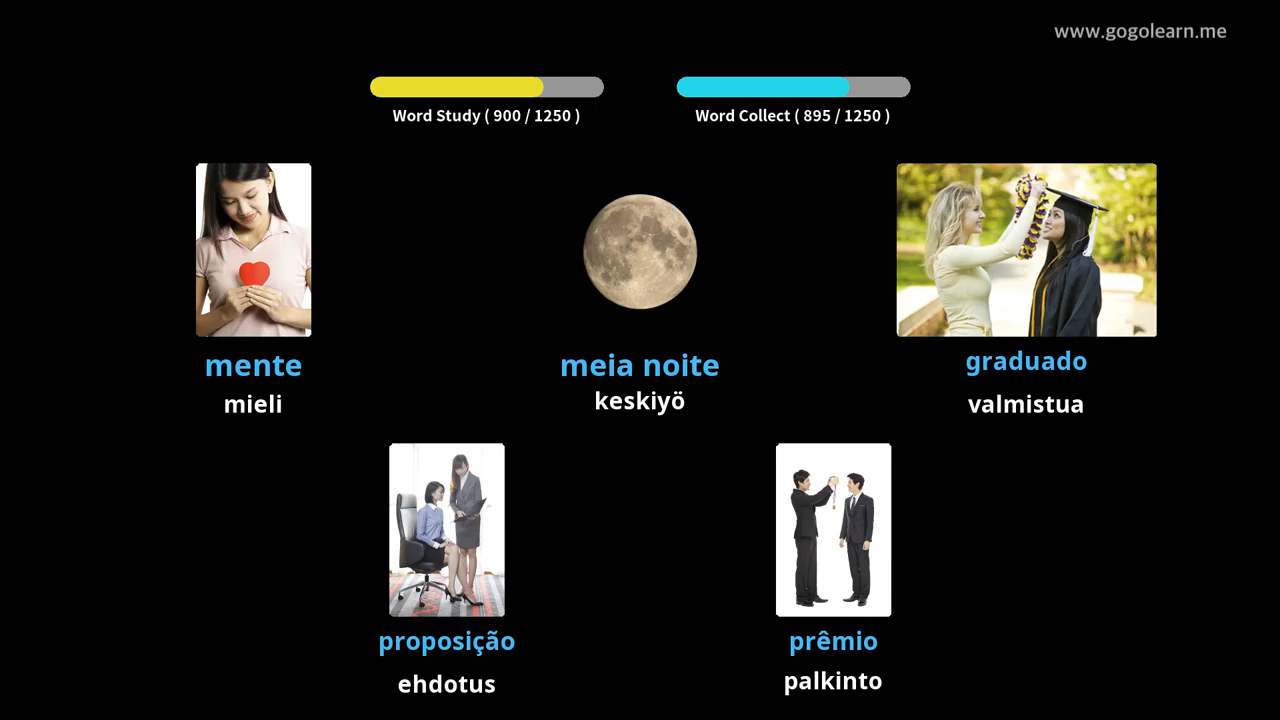 www.gogolearn.me
Word Study ( 900 / 1250 )
Word Collect ( 895 / 1250 )
mente
mieli
meia noite
keskiyö
graduado
valmistua
proposição
ehdotus
prêmio
palkinto